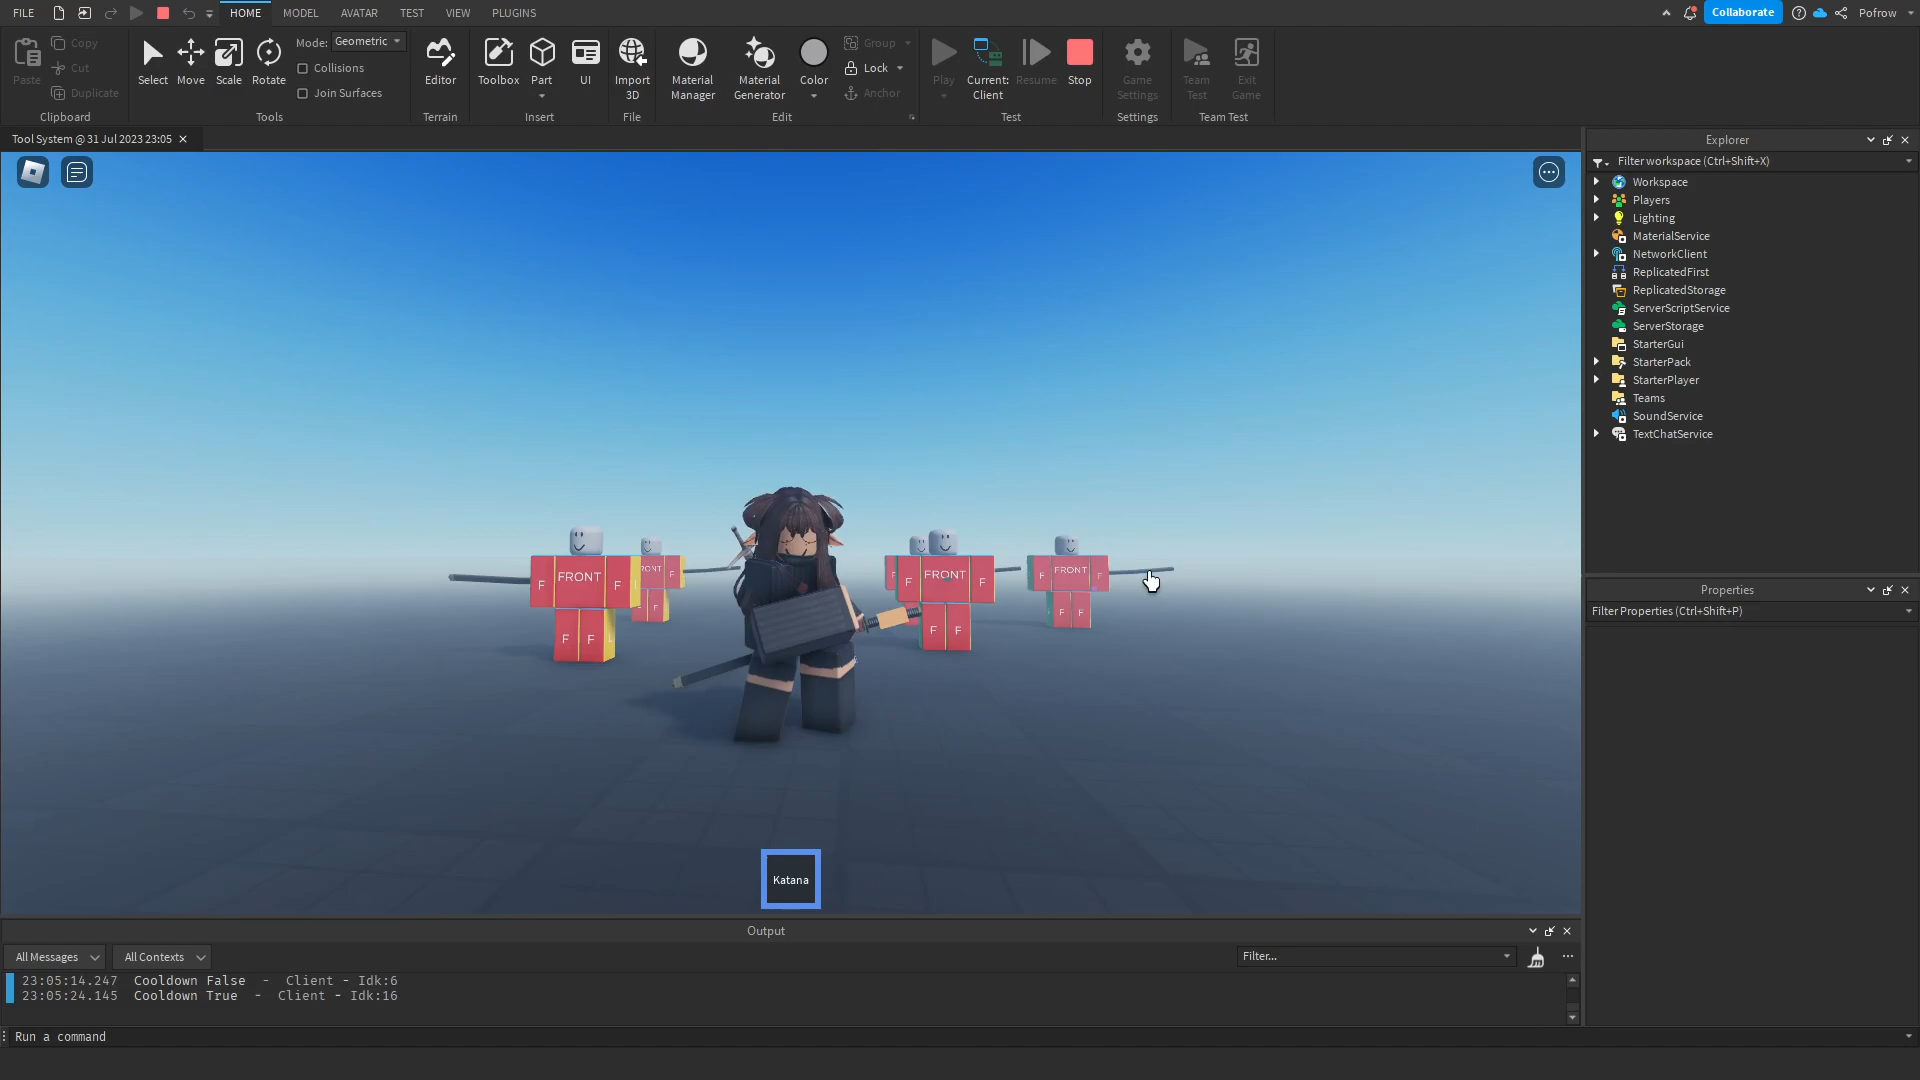 FILE
HOME
MODEL
AVATAR
TEST
VIEW
PLUGINS
Collaborate
Pofrow
Paste
Copy
Cut
Duplicate
Clipboard
Select
Move
Scale
Rotate
Mode: Geometric
Collisions
Join Surfaces
Tools
Editor
Terrain
Toolbox
Part
UI
Insert
Import
3D
File
Material
Manager
Material
Generator
Color
Group
Lock
Anchor
Edit
Play
Current:
Client
Resume
Stop
Test
Game
Settings
Settings
Team
Test
Exit
Game
Team Test
Tool System @ 31 Jul 2023 23:05
Explorer
Filter workspace (Ctrl+Shift+X)
Workspace
Players
Lighting
MaterialService
NetworkClient
ReplicatedFirst
ReplicatedStorage
ServerScriptService
ServerStorage
StarterGui
StarterPack
StarterPlayer
Teams
SoundService
TextChatService
Properties
Filter Properties (Ctrl+Shift+P)
F FRONT F
F F
F
F
F FRONT F
F F
F FRONT F
F F
Katana
Output
All Messages
All Contexts
Filter...
23:05:14.247 Cooldown False - Client - Idk:6
23:05:24.145 Cooldown True - Client - Idk:16
Run a command